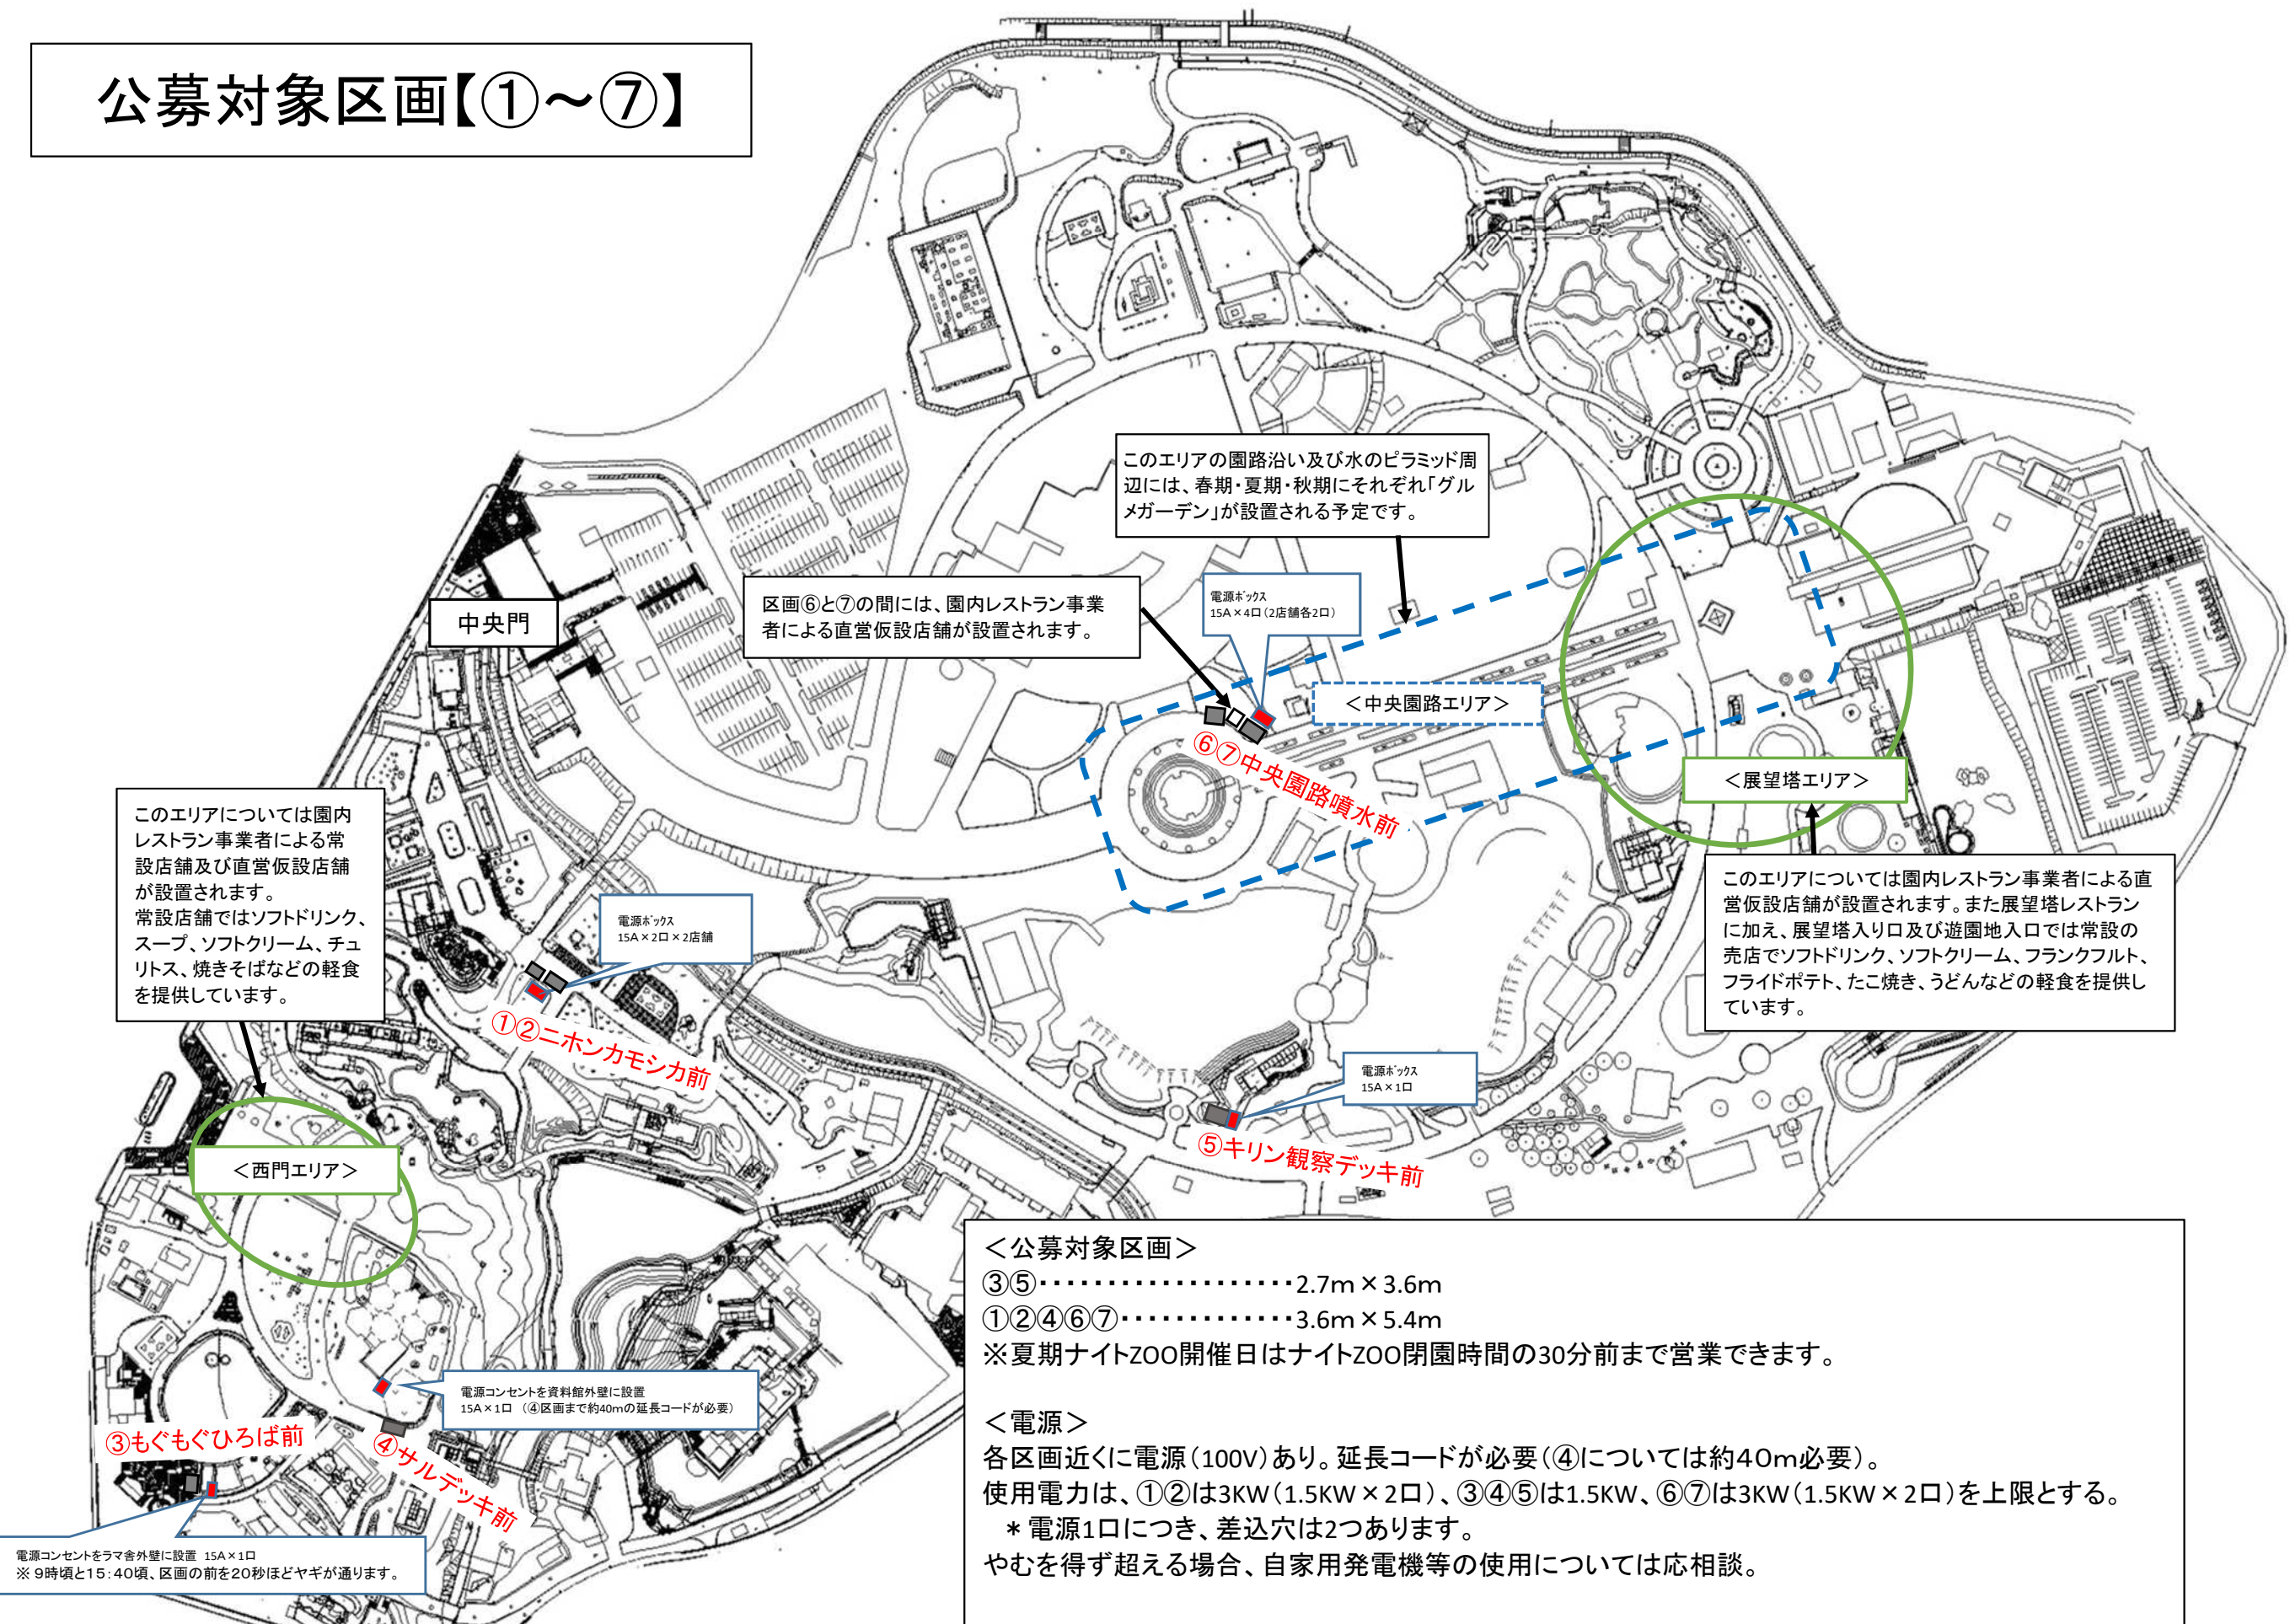 公募対象区画【①～⑦】
このエリアの園路沿い及び水のピラミッド周
辺には、春期・夏期・秋期にそれぞれ「グル
メガーデン」が設置される予定です。
区画⑥と⑦の間には、園内レストラン事業
者による直営仮設店舗が設置されます。
電源ﾎﾞｯｸｽ
15A×4口（2店舗各2口）
中央門
＜中央園路エリア＞
⑥⑦中央園路噴水前
＜展望塔エリア＞
このエリアについては園内
レストラン事業者による常
設店舗及び直営仮設店舗
が設置されます。
常設店舗ではソフトドリンク、
スープ、ソフトクリーム、チュ
リトス、焼きそばなどの軽食
を提供しています。
このエリアについては園内レストラン事業者による直
営仮設店舗が設置されます。また展望塔レストラン
に加え、展望塔入り口及び遊園地入口では常設の
売店でソフトドリンク、ソフトクリーム、フランクフルト、
フライドポテト、たこ焼き、うどんなどの軽食を提供し
ています。
電源ﾎﾞｯｸｽ
15A×2口×2店舗
①②ニホンカモシカ前
電源ﾎﾞｯｸｽ
15A×1口
⑤キリン観察デッキ前
＜西門エリア＞
電源コンセントを資料館外壁に設置
15A×1口 （④区画まで約40mの延長コードが必要）
③もぐもぐひろば前
④サルデッキ前
電源コンセントをラマ舎外壁に設置 15A×1口
※9時頃と15：40頃、区画の前を20秒ほどヤギが通ります。
＜公募対象区画＞
③⑤・・・・・・・・・・・・・・・・・・・2.7m×3.6m
①②④⑥⑦・・・・・・・・・・・・・3.6m×5.4m
※夏期ナイトZOO開催日はナイトZOO閉園時間の30分前まで営業できます。
＜電源＞
各区画近くに電源（100V）あり。延長コードが必要（④については約40m必要）。
使用電力は、①②は3KW（1.5KW×2口）、③④⑤は1.5KW、⑥⑦は3KW（1.5KW×2口）を上限とする。
＊電源1口につき、差込穴は2つあります。
やむを得ず超える場合、自家用発電機等の使用については応相談。